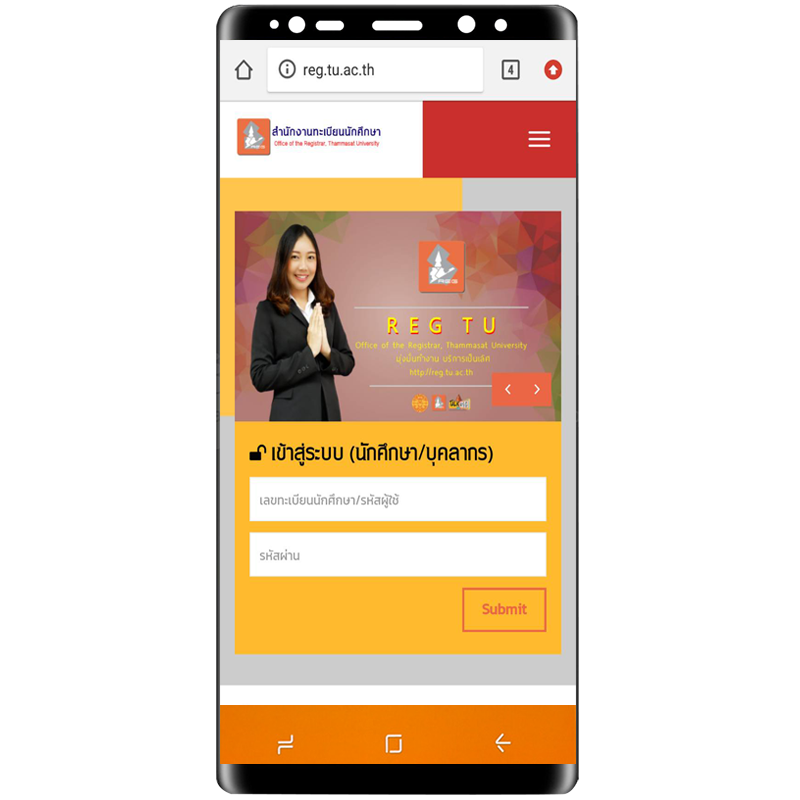 reg.tu.ac.th
4
สำนักงานทะเบียนนักศึกษา
Office of the Registrar, Thammasat University
REG
REG TU
Office of the Registrar, Thammasat University
มุ่งมั่นทำงาน บริการเป็นเลิศ
http://reg.tu.ac.th
เข้าสู่ระบบ (นักศึกษา/บุคลากร)
เลขทะเบียนนักศึกษา/รหัสผู้ใช้
รหัสผ่าน
Submit